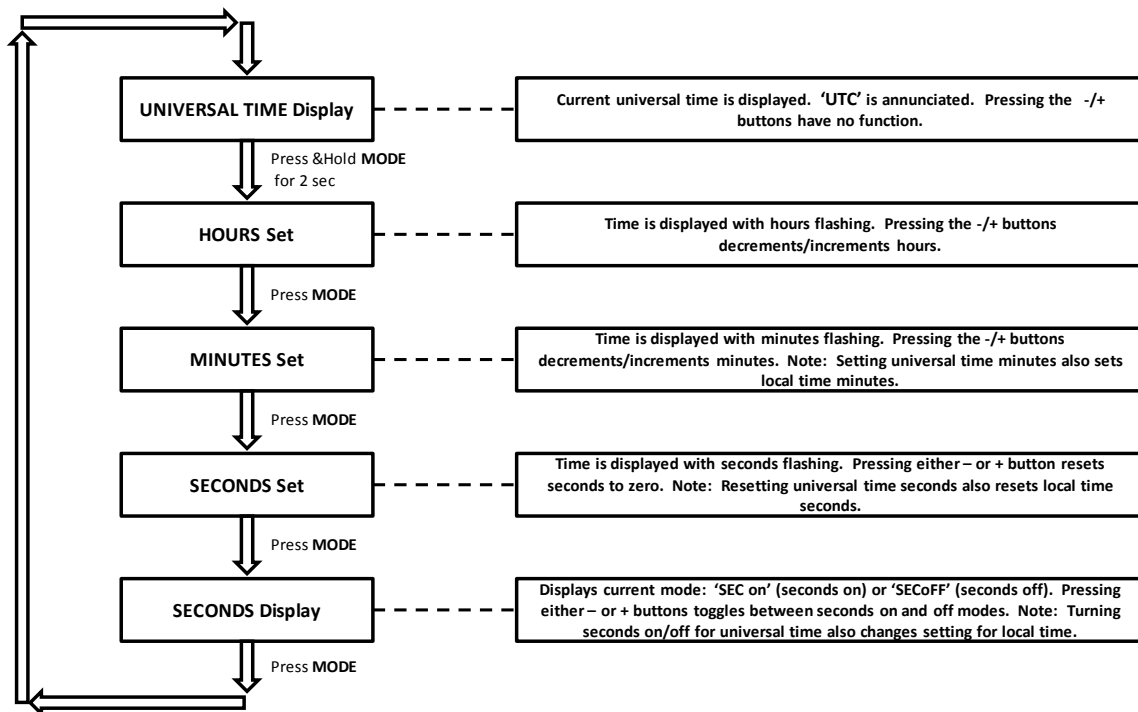 UNIVERSAL TIME Display
Current universal time is displayed. ‘UTC’ is annunciated. Pressing the -/+
buttons have no function.
Press &Hold MODE
for 2 sec
HOURS Set
Time is displayed with hours flashing. Pressing the -/+ buttons
decrements/increments hours.
Press MODE
MINUTES Set
Time is displayed with minutes flashing. Pressing the -/+ buttons
decrements/increments minutes. Note: Setting universal time minutes also sets
local time minutes.
Press MODE
SECONDS Set
Time is displayed with seconds flashing. Pressing either – or + button resets
seconds to zero. Note: Resetting universal time seconds also resets local time
seconds.
Press MODE
SECONDS Display
Displays current mode: ‘SEC on’ (seconds on) or ‘SECoFF’ (seconds off). Pressing
either – or + buttons toggles between seconds on and off modes. Note: Turning
seconds on/off for universal time also changes setting for local time.
Press MODE